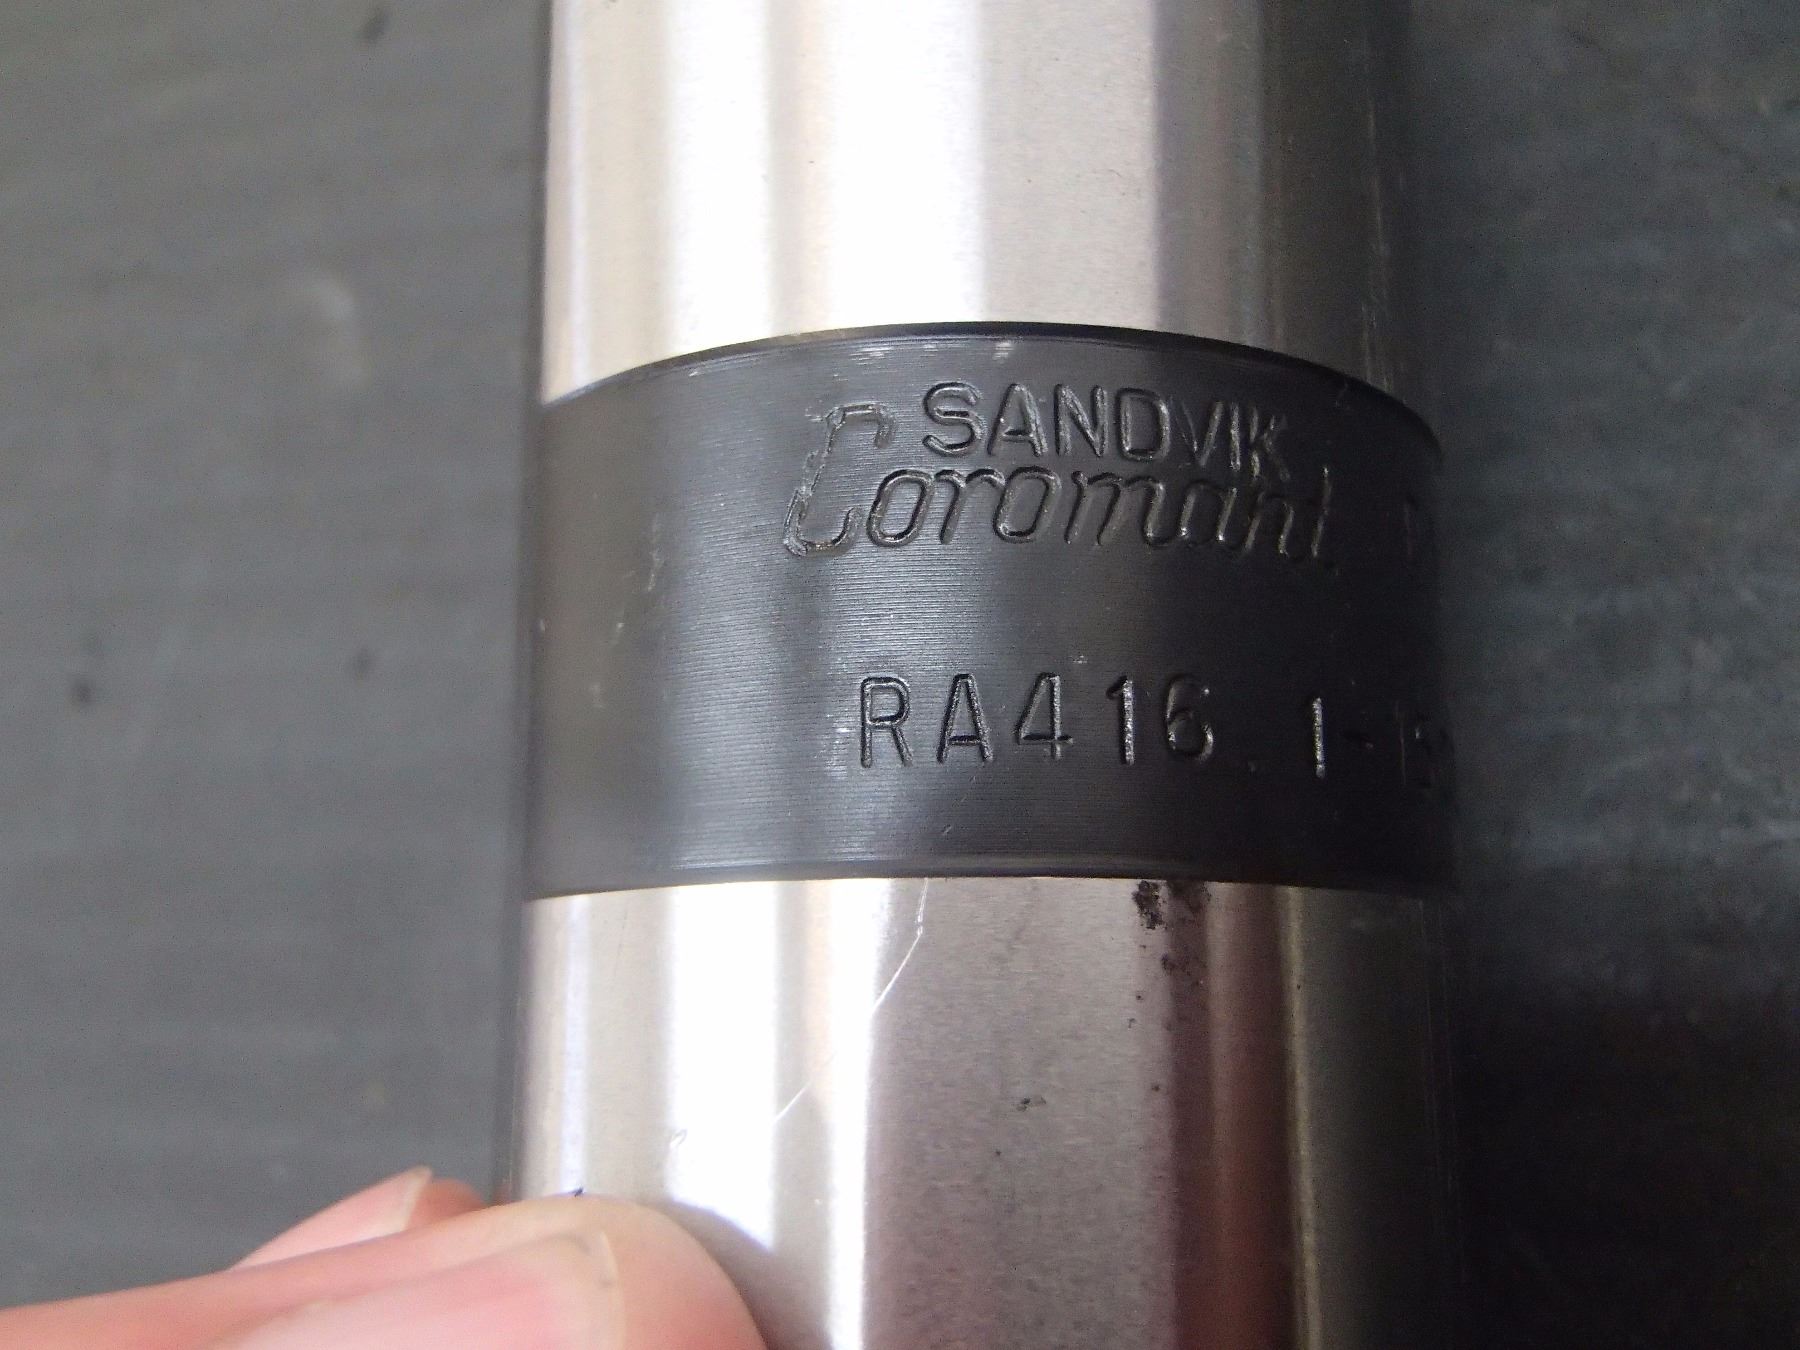 SANDVIK
Coromant
RA416.1-